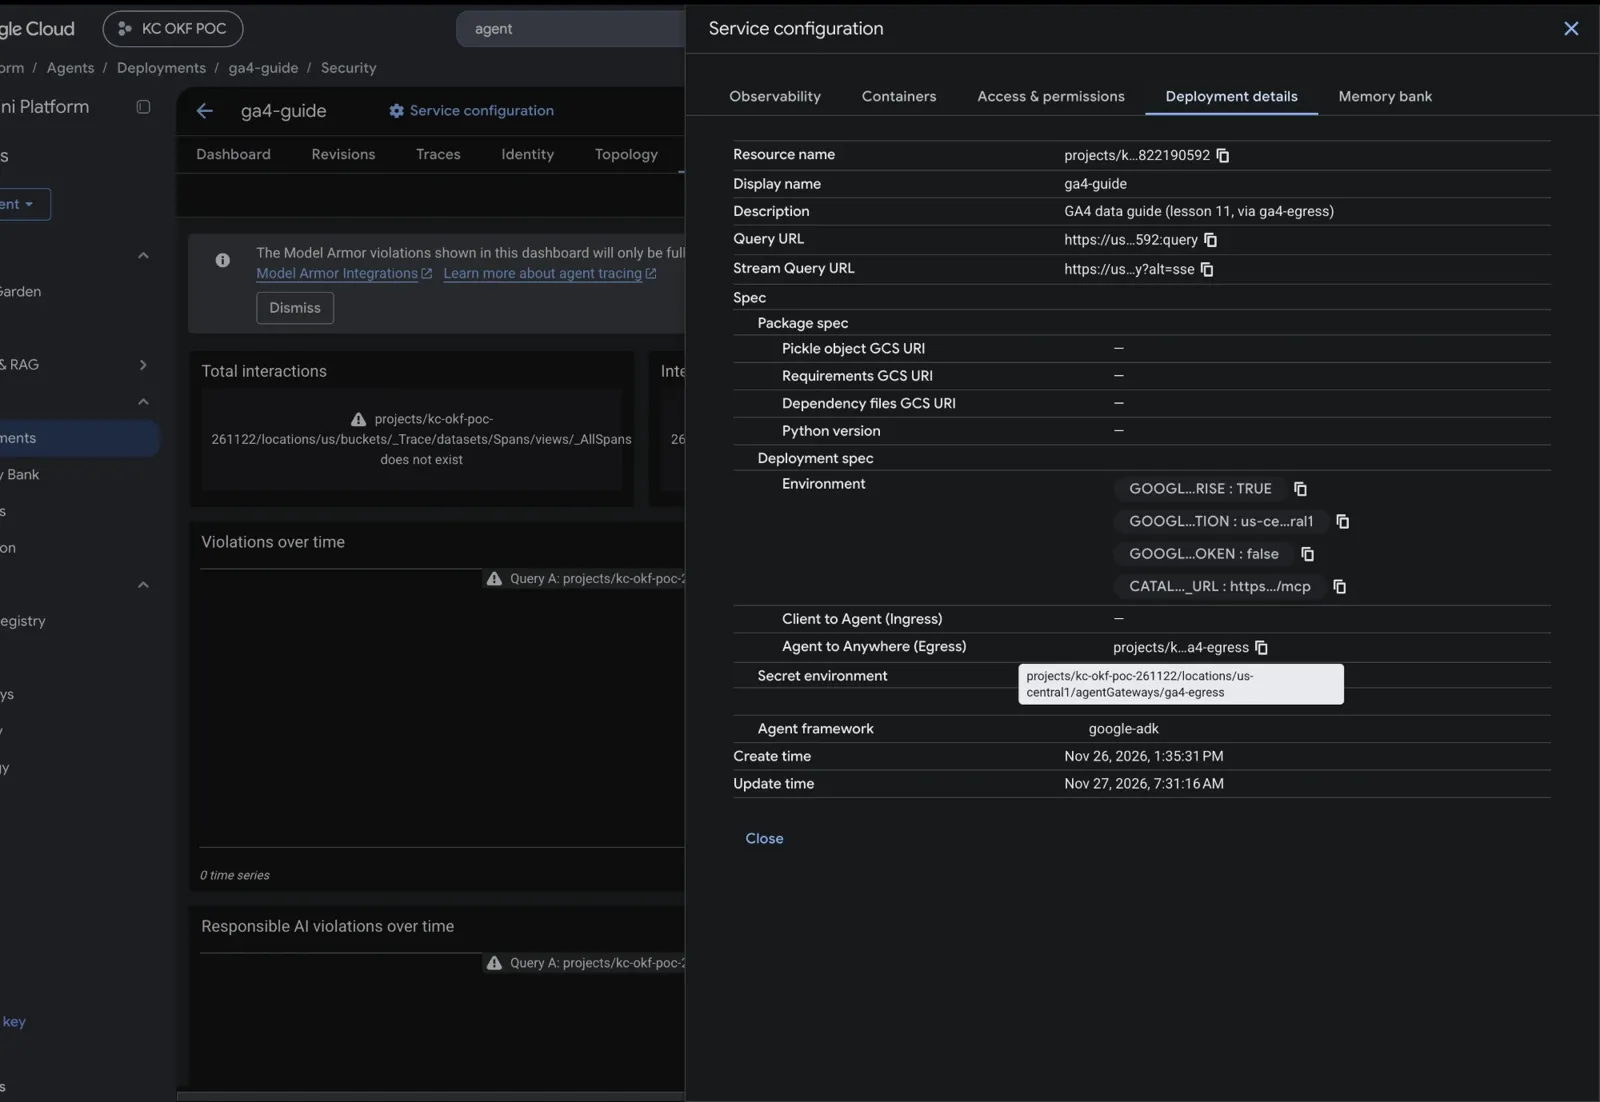 gle Cloud
KC OKF POC
agent
orm / Agents / Deployments / ga4-guide / Security
ni Platform
s
ent
Garden
& RAG
ments
y Bank
s
on
egistry
ys
y
gy
key
s
ga4-guide
Service configuration
Dashboard Revisions Traces Identity Topology
The Model Armor violations shown in this dashboard will only be full
Model Armor Integrations Learn more about agent tracing
Dismiss
Total interactions
projects/kc-okf-poc-
261122/locations/us/buckets/_Trace/datasets/Spans/views/_AllSpans
does not exist
Inte
26
Violations over time
Query A: projects/kc-okf-poc-2
0 time series
Responsible AI violations over time
Query A: projects/kc-okf-poc-2
Service configuration
Observability Containers Access & permissions Deployment details Memory bank
Resource name projects/k...822190592
Display name ga4-guide
Description GA4 data guide (lesson 11, via ga4-egress)
Query URL https://us...592:query
Stream Query URL https://us...y?alt=sse
Spec
Package spec
Pickle object GCS URI —
Requirements GCS URI —
Dependency files GCS URI —
Python version —
Deployment spec
Environment GOOGL...RISE : TRUE
GOOGL...TION : us-ce...ral1
GOOGL...OKEN : false
CATAL..._URL : https.../mcp
Client to Agent (Ingress) —
Agent to Anywhere (Egress) projects/k...a4-egress
Secret environment
projects/kc-okf-poc-261122/locations/us-
central1/agentGateways/ga4-egress
Agent framework google-adk
Create time Nov 26, 2026, 1:35:31 PM
Update time Nov 27, 2026, 7:31:16 AM
Close